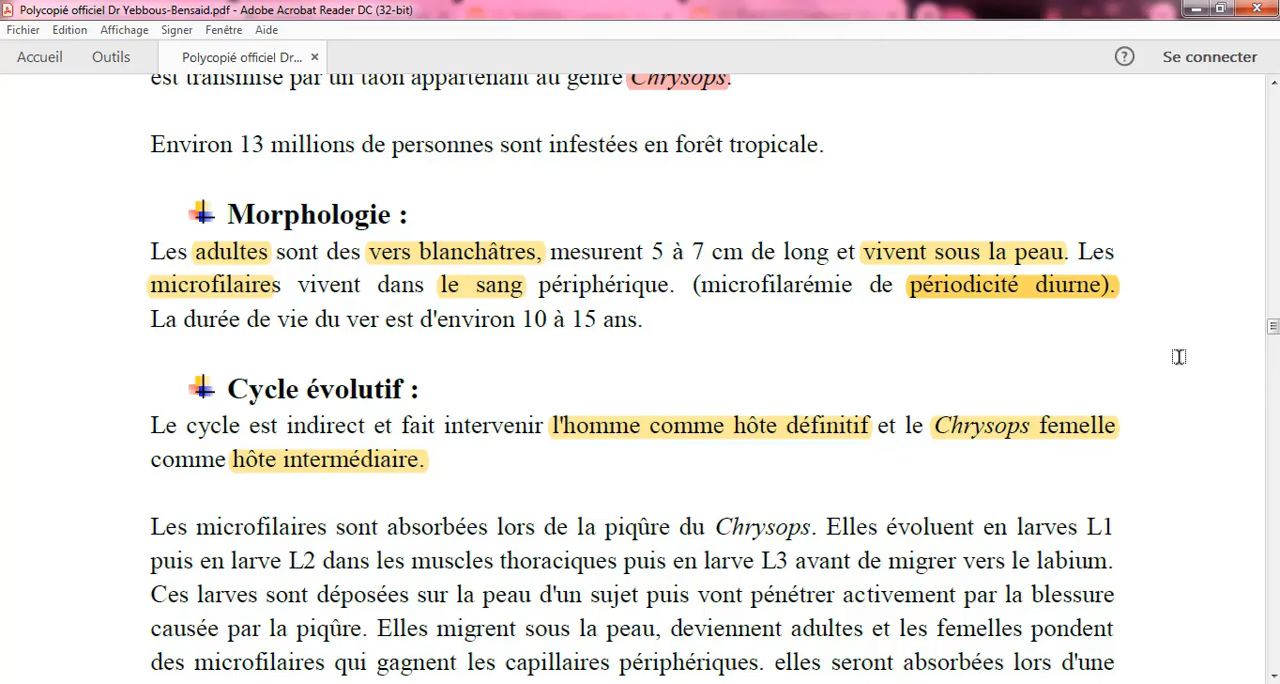 Polycopié officiel Dr Yebbous-Bensaid.pdf - Adobe Acrobat Reader DC (32-bit)
Fichier Edition Affichage Signer Fenêtre Aide
Accueil Outils Polycopié officiel Dr... × ? Se connecter
est transmise par un taon appartenant au genre Chrysops.
Environ 13 millions de personnes sont infestées en forêt tropicale.
Morphologie :
Les adultes sont des vers blanchâtres, mesurent 5 à 7 cm de long et vivent sous la peau. Les
microfilaires vivent dans le sang périphérique. (microfilarémie de périodicité diurne).
La durée de vie du ver est d'environ 10 à 15 ans.
Cycle évolutif :
Le cycle est indirect et fait intervenir l'homme comme hôte définitif et le Chrysops femelle
comme hôte intermédiaire.
Les microfilaires sont absorbées lors de la piqûre du Chrysops. Elles évoluent en larves L1
puis en larve L2 dans les muscles thoraciques puis en larve L3 avant de migrer vers le labium.
Ces larves sont déposées sur la peau d'un sujet puis vont pénétrer activement par la blessure
causée par la piqûre. Elles migrent sous la peau, deviennent adultes et les femelles pondent
des microfilaires qui gagnent les capillaires périphériques. elles seront absorbées lors d'une